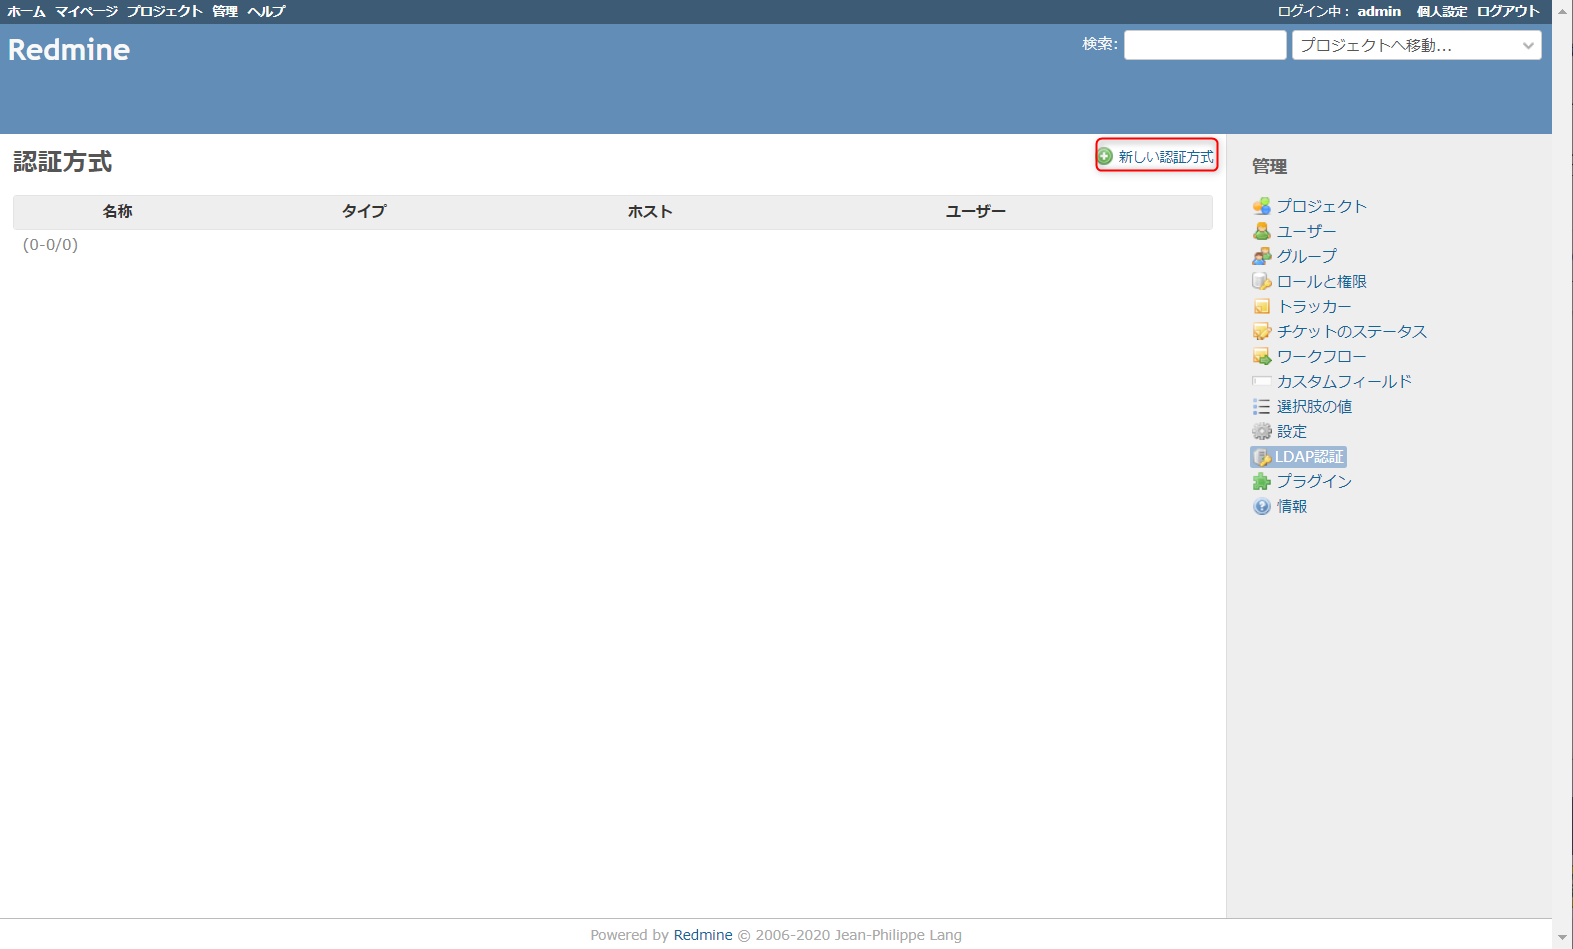 ホーム マイページ プロジェクト 管理 ヘルプ
ログイン中： admin 個人設定 ログアウト
Redmine
検索: プロジェクトへ移動...
認証方式
新しい認証方式
名称 タイプ ホスト ユーザー
(0-0/0)
管理
プロジェクト
ユーザー
グループ
ロールと権限
トラッカー
チケットのステータス
ワークフロー
カスタムフィールド
選択肢の値
設定
LDAP認証
プラグイン
情報
Powered by Redmine © 2006-2020 Jean-Philippe Lang